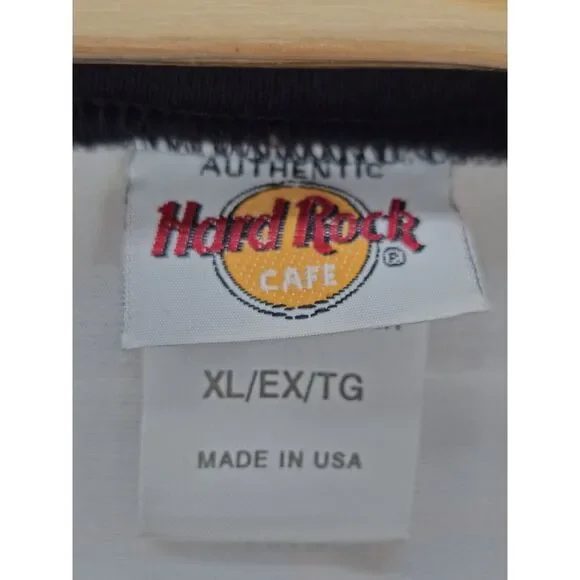 AUTHENTIC
Hard Rock
CAFE ®
XL/EX/TG
MADE IN USA